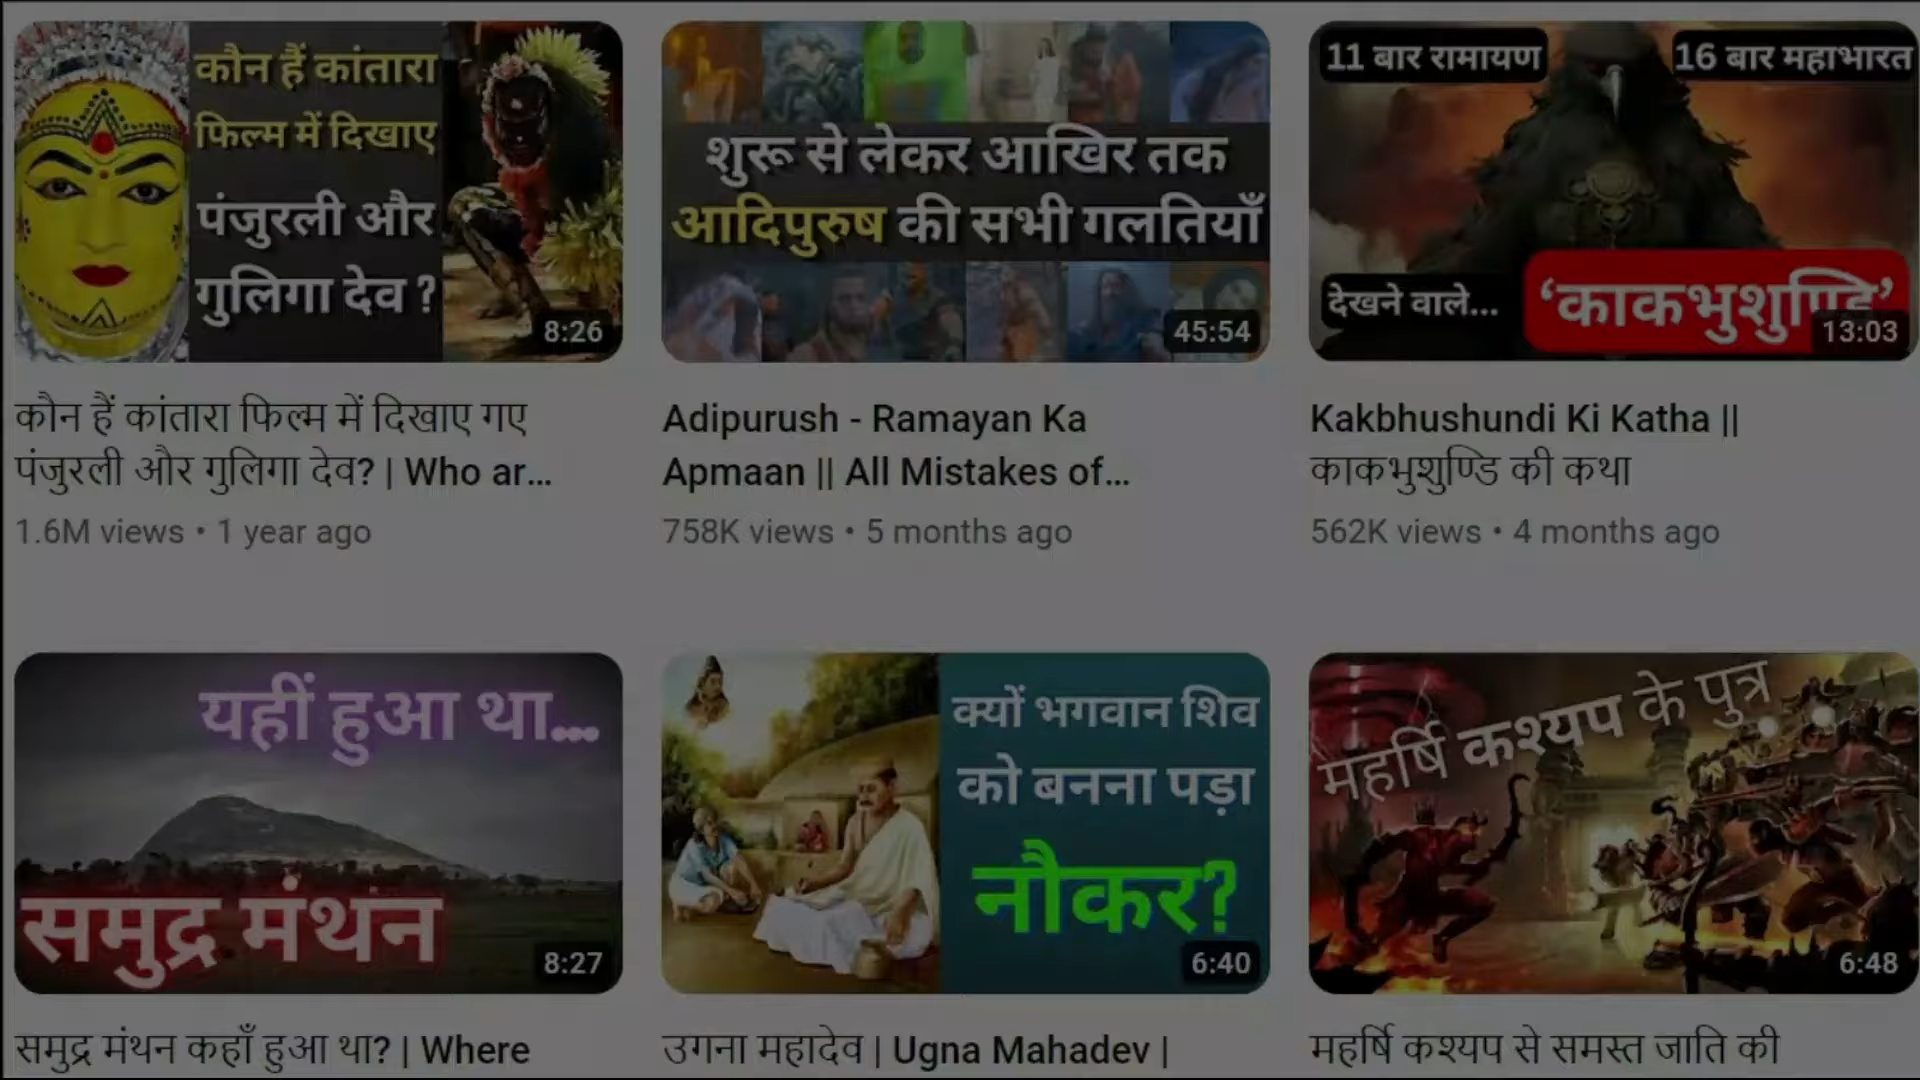 कौन हैं कांतारा
फिल्म में दिखाए
पंजुरली और
गुलिगा देव ?
8:26
शुरू से लेकर आखिर तक
आदिपुरुष की सभी गलतियाँ
45:54
11 बार रामायण
16 बार महाभारत
देखने वाले...
‘काकभुशुण्डि’
13:03
कौन हैं कांतारा फिल्म में दिखाए गए
पंजुरली और गुलिगा देव? | Who ar...
1.6M views • 1 year ago
Adipurush - Ramayan Ka
Apmaan || All Mistakes of...
758K views • 5 months ago
Kakbhushundi Ki Katha ||
काकभुशुण्डि की कथा
562K views • 4 months ago
यहीं हुआ था...
समुद्र मंथन
8:27
क्यों भगवान शिव
को बनना पड़ा
नौकर?
6:40
महर्षि कश्यप के पुत्र
6:48
समुद्र मंथन कहाँ हुआ था? | Where
उगना महादेव | Ugna Mahadev |
महर्षि कश्यप से समस्त जाति की